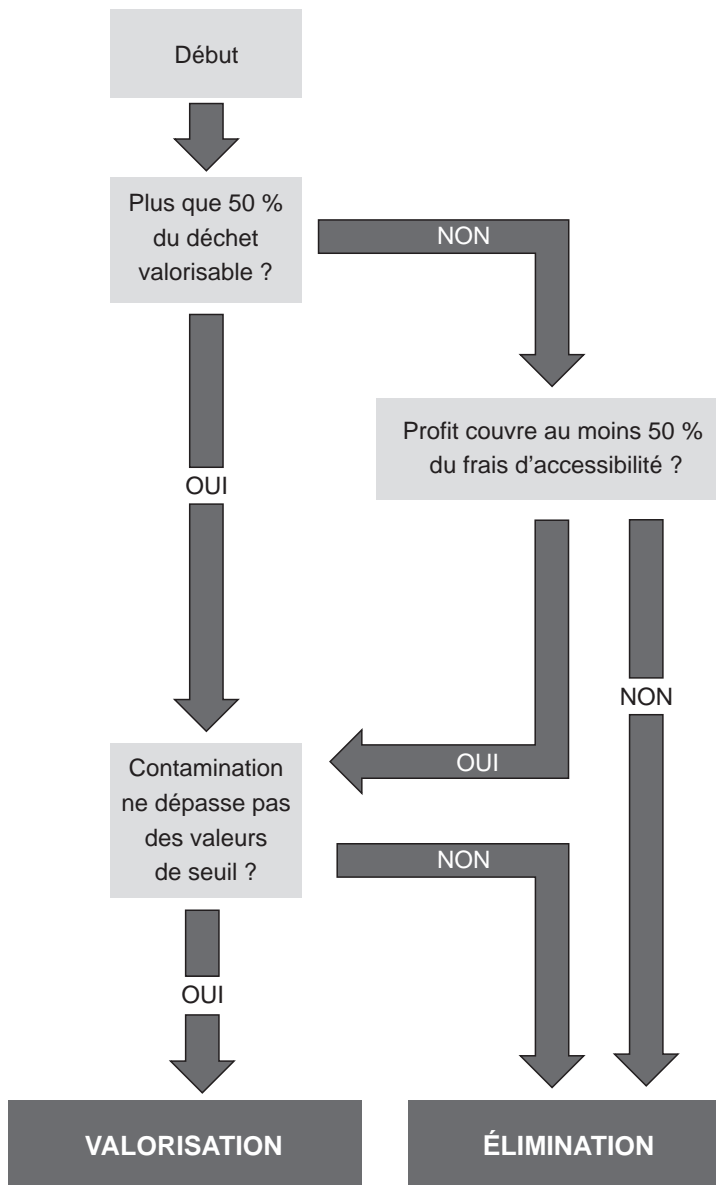 Début
Plus que 50 %
du déchet
valorisable ?
NON
Profit couvre au moins 50 %
du frais d’accessibilité ?
OUI
NON
OUI
Contamination
ne dépasse pas
des valeurs
de seuil ?
NON
OUI
VALORISATION
ÉLIMINATION